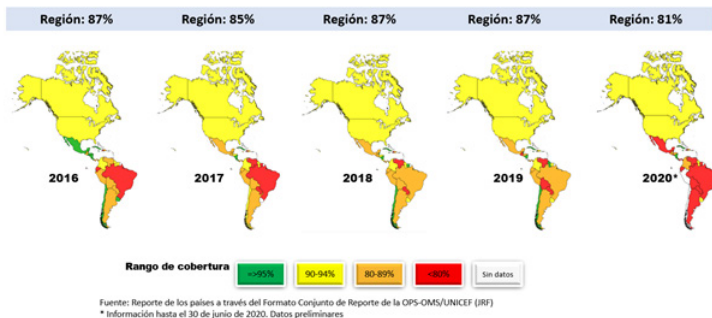 Región: 87%
Región: 85%
Región: 87%
Región: 87%
Región: 81%
2016
2017
2018
2019
2020*
Rango de cobertura
=>95%
90-94%
80-89%
<80%
Sin datos
Fuente: Reporte de los países a través del Formato Conjunto de Reporte de la OPS-OMS/UNICEF (JRF)
* Información hasta el 30 de junio de 2020. Datos preliminares